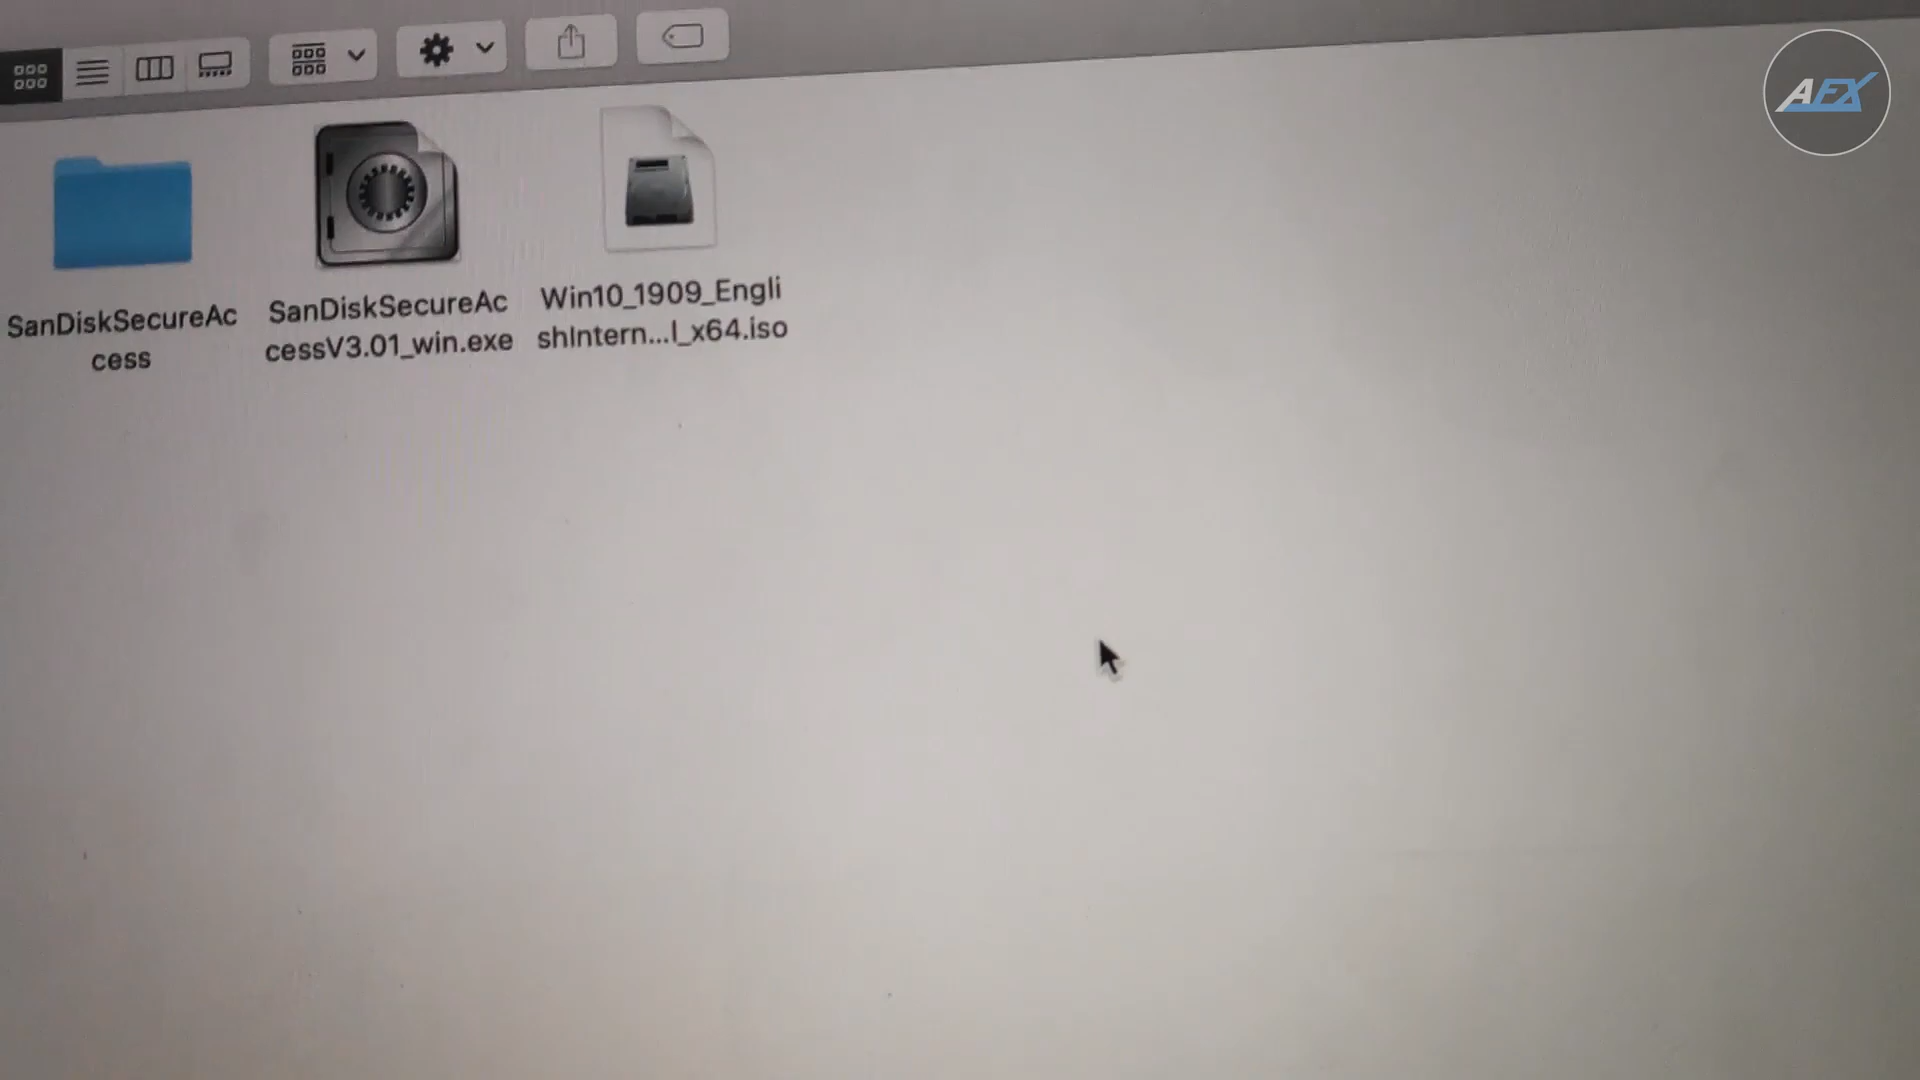 AFX
SanDiskSecureAc
cess
SanDiskSecureAc
cessV3.01_win.exe
Win10_1909_Engli
shIntern...l_x64.iso